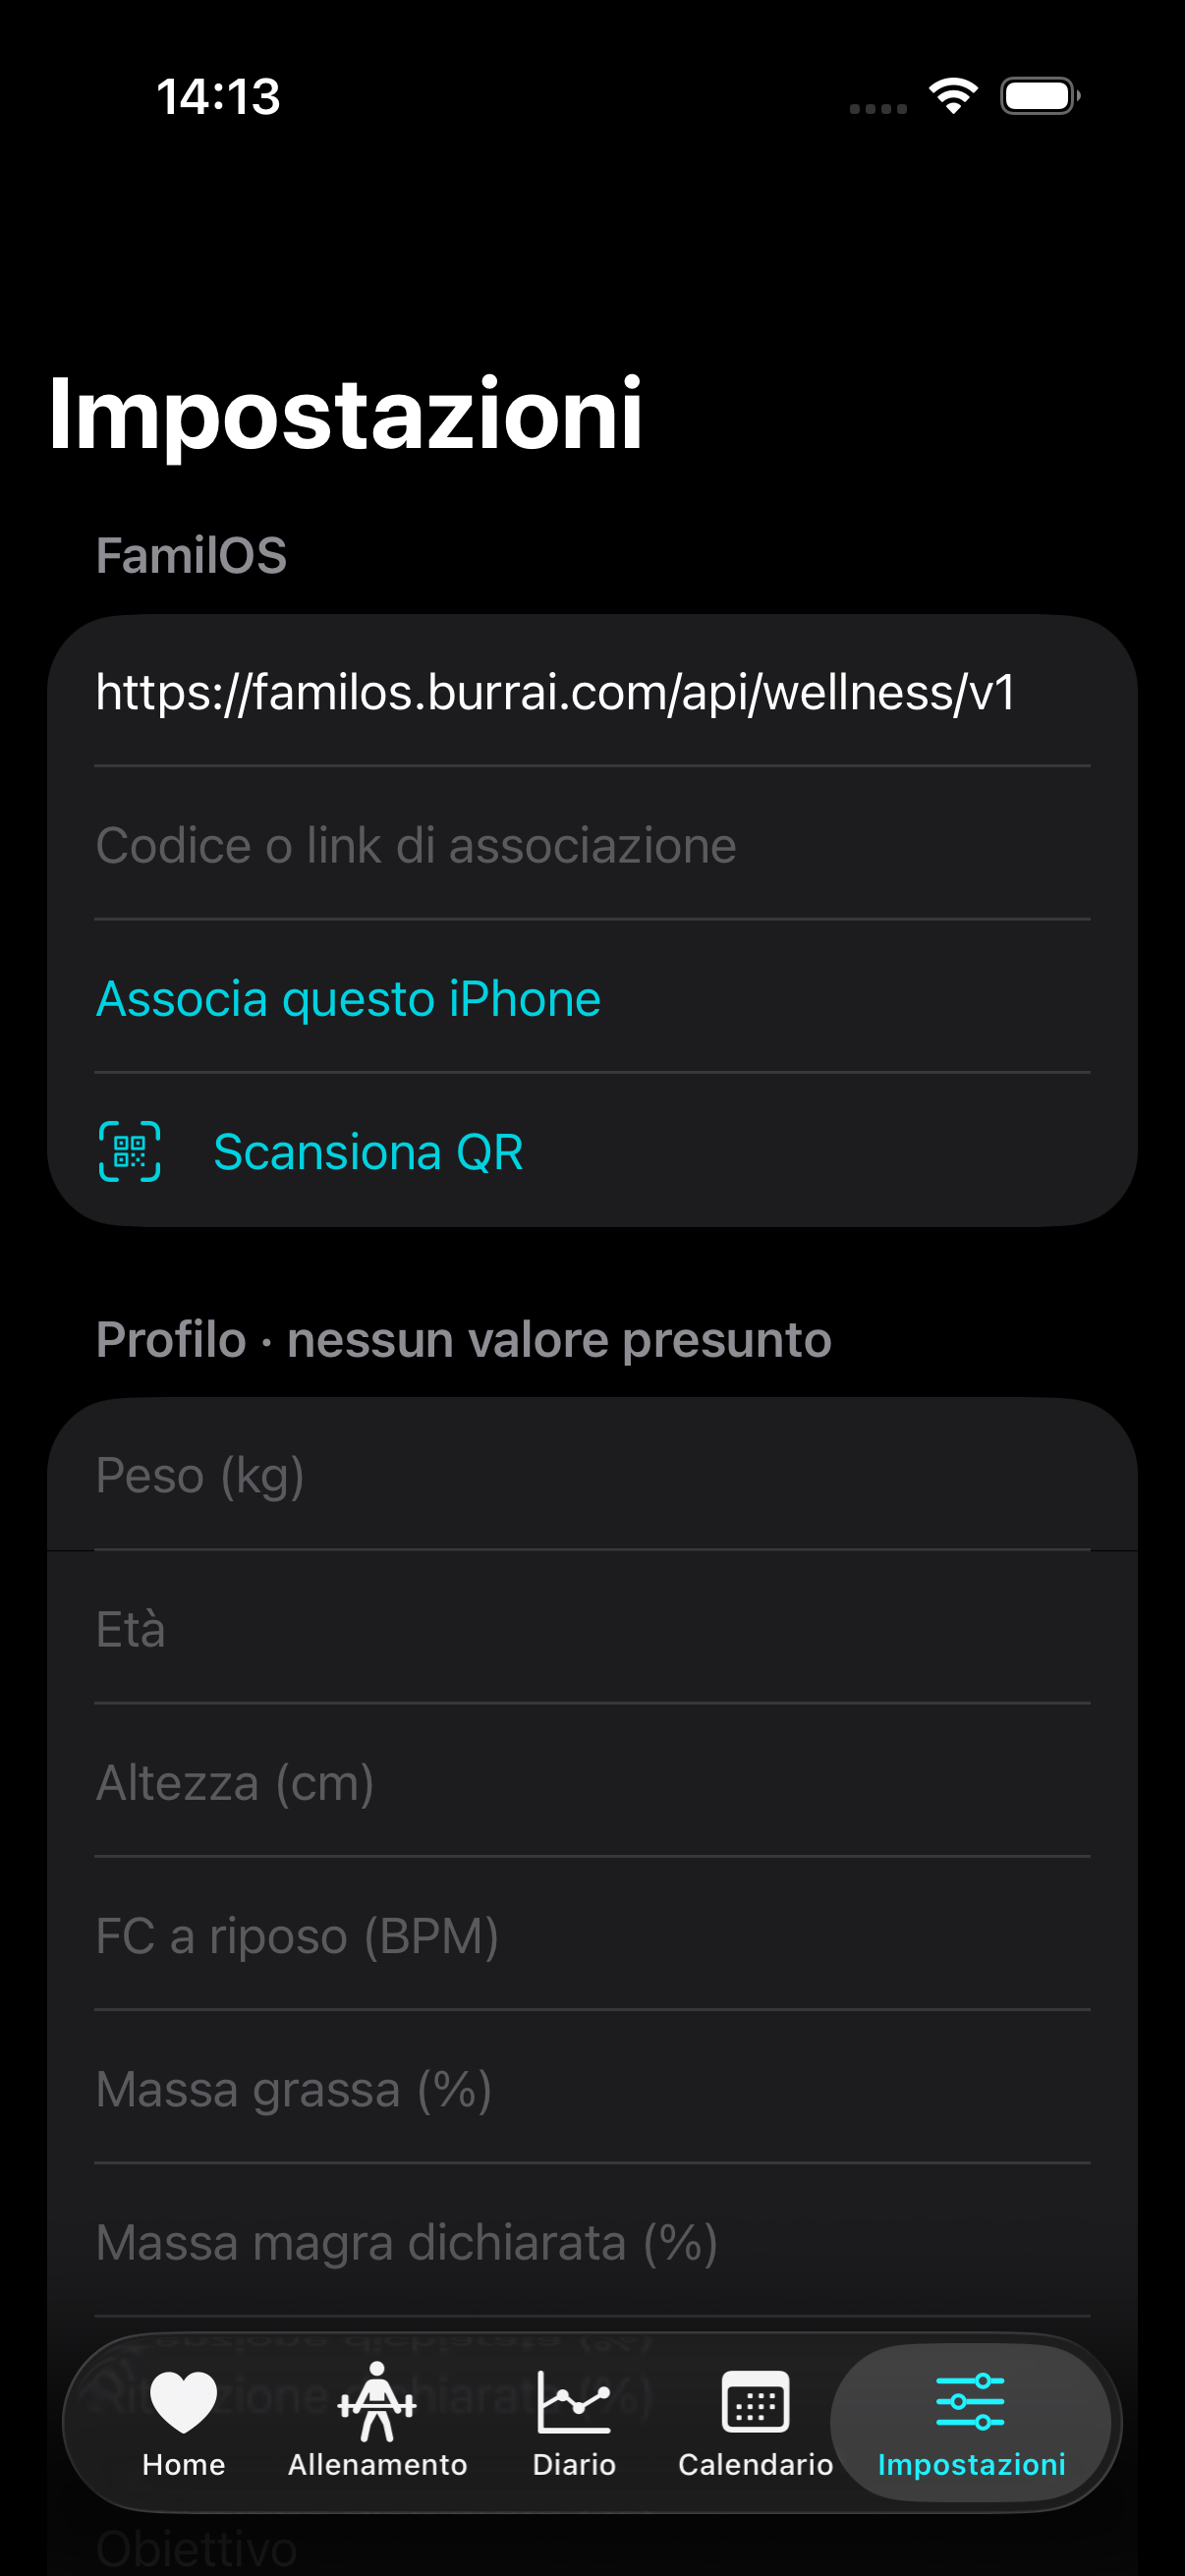 14:13
Impostazioni
FamilOS
https://familos.burrai.com/api/wellness/v1
Codice o link di associazione
Associa questo iPhone
Scansiona QR
Profilo · nessun valore presunto
Peso (kg)
Età
Altezza (cm)
FC a riposo (BPM)
Massa grassa (%)
Massa magra dichiarata (%)
Home
Allenamento
Diario
Calendario
Impostazioni
Obiettivo